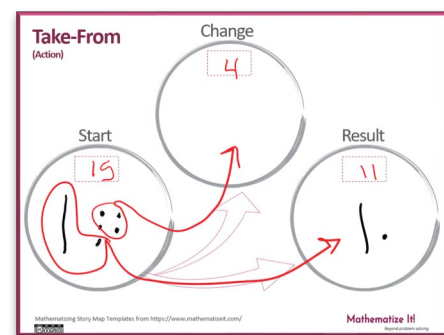 Take-From
(Action)
Change
4
Start
15
Result
11
Mathematizing Story Map Templates from https://www.mathematizeit.com/
Mathematize It!
Beyond problem solving